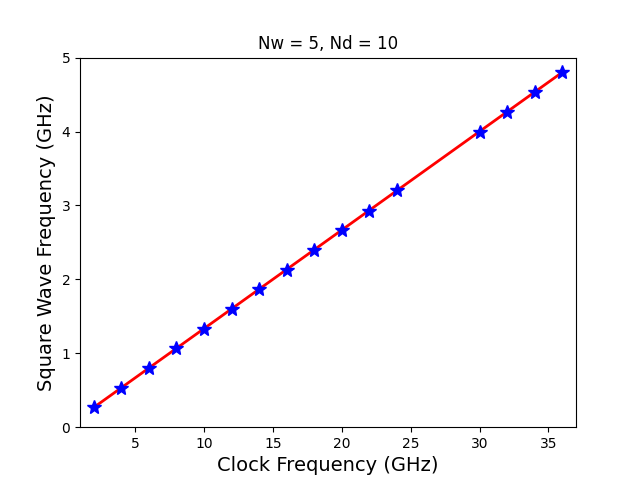 Nw = 5, Nd = 10
Square Wave Frequency (GHz)
5
4
3
2
1
0
5 10 15 20 25 30 35
Clock Frequency (GHz)